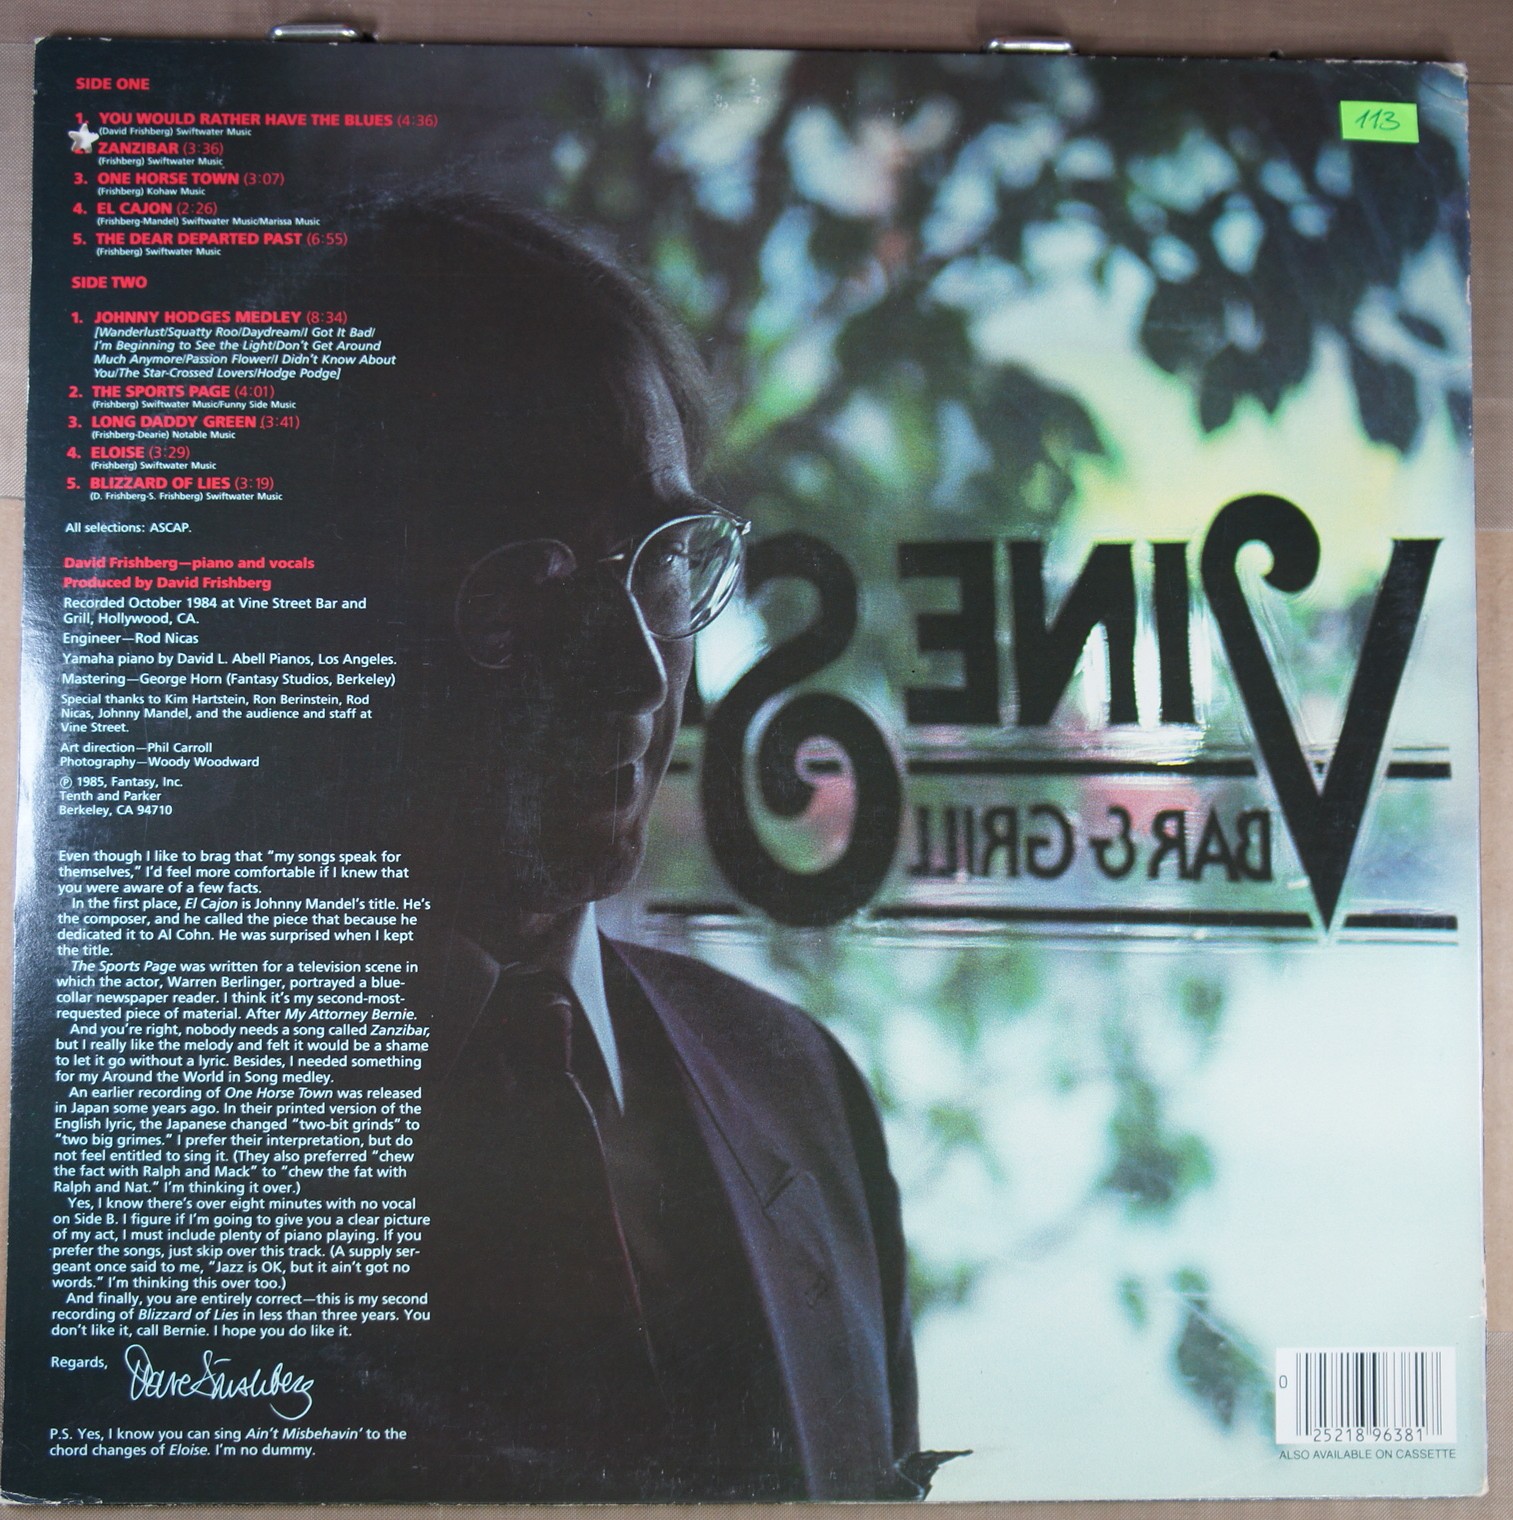 SIDE ONE
1. YOU WOULD RATHER HAVE THE BLUES (4:36)
(David Frishberg) Swiftwater Music
2. ZANZIBAR (3:36)
(Frishberg) Swiftwater Music
3. ONE HORSE TOWN (3:07)
(Frishberg) Kohaw Music
4. EL CAJON (2:26)
(Frishberg-Mandel) Swiftwater Music/Marissa Music
5. THE DEAR DEPARTED PAST (6:55)
(Frishberg) Swiftwater Music
SIDE TWO
1. JOHNNY HODGES MEDLEY (8:34)
[Wanderlust/Squatty Roo/Daydream/I Got It Bad/
I'm Beginning to See the Light/Don't Get Around
Much Anymore/Passion Flower/I Didn't Know About
You/The Star-Crossed Lovers/Hodge Podge]
2. THE SPORTS PAGE (4:01)
(Frishberg) Swiftwater Music/Funny Side Music
3. LONG DADDY GREEN (3:41)
(Frishberg-Dearie) Notable Music
4. ELOISE (3:29)
(Frishberg) Swiftwater Music
5. BLIZZARD OF LIES (3:19)
(D. Frishberg-S. Frishberg) Swiftwater Music
All selections: ASCAP.
David Frishberg—piano and vocals
Produced by David Frishberg
Recorded October 1984 at Vine Street Bar and
Grill, Hollywood, CA.
Engineer—Rod Nicas
Yamaha piano by David L. Abell Pianos, Los Angeles.
Mastering—George Horn (Fantasy Studios, Berkeley)
Special thanks to Kim Hartstein, Ron Berinstein, Rod
Nicas, Johnny Mandel, and the audience and staff at
Vine Street.
Art direction—Phil Carroll
Photography—Woody Woodward
℗ 1985, Fantasy, Inc.
Tenth and Parker
Berkeley, CA 94710
Even though I like to brag that "my songs speak for
themselves," I'd feel more comfortable if I knew that
you were aware of a few facts.
In the first place, El Cajon is Johnny Mandel's title. He's
the composer, and he called the piece that because he
dedicated it to Al Cohn. He was surprised when I kept
the title.
The Sports Page was written for a television scene in
which the actor, Warren Berlinger, portrayed a blue-
collar newspaper reader. I think it's my second-most-
requested piece of material. After My Attorney Bernie.
And you're right, nobody needs a song called Zanzibar,
but I really like the melody and felt it would be a shame
to let it go without a lyric. Besides, I needed something
for my Around the World in Song medley.
An earlier recording of One Horse Town was released
in Japan some years ago. In their printed version of the
English lyric, the Japanese changed "two-bit grinds" to
"two big grimes." I prefer their interpretation, but do
not feel entitled to sing it. (They also preferred "chew
the fact with Ralph and Mack" to "chew the fat with
Ralph and Nat." I'm thinking it over.)
Yes, I know there's over eight minutes with no vocal
on Side B. I figure if I'm going to give you a clear picture
of my act, I must include plenty of piano playing. If you
prefer the songs, just skip over this track. (A supply ser-
geant once said to me, "Jazz is OK, but it ain't got no
words." I'm thinking this over too.)
And finally, you are entirely correct—this is my second
recording of Blizzard of Lies in less than three years. You
don't like it, call Bernie. I hope you do like it.
Regards,
Dave Frishberg
P.S. Yes, I know you can sing Ain't Misbehavin' to the
chord changes of Eloise. I'm no dummy.
113
VINE S
BAR & GRILL
0 25218 96381
ALSO AVAILABLE ON CASSETTE